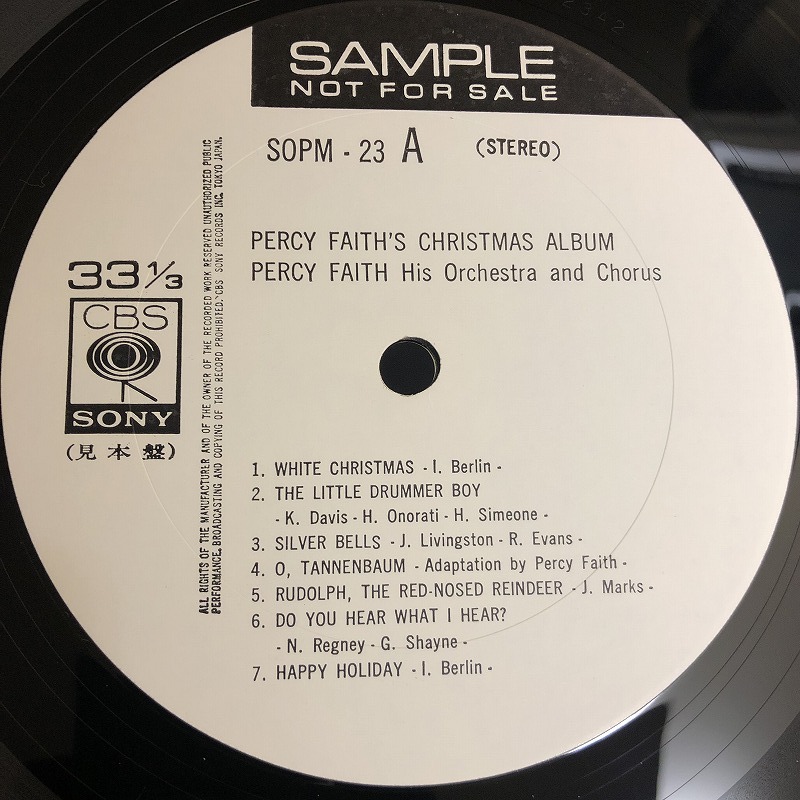 SAMPLE
NOT FOR SALE
SOPM - 23 A (STEREO)
PERCY FAITH'S CHRISTMAS ALBUM
PERCY FAITH His Orchestra and Chorus
33 1/3
CBS
SONY
(見本盤)
ALL RIGHTS OF THE MANUFACTURER AND OF THE OWNER OF THE RECORDED WORK RESERVED UNAUTHORIZED PUBLIC
PERFORMANCE, BROADCASTING AND COPYING OF THIS RECORD PROHIBITED. CBS SONY RECORDS INC. TOKYO JAPAN.
1. WHITE CHRISTMAS - I. Berlin -
2. THE LITTLE DRUMMER BOY
- K. Davis - H. Onorati - H. Simeone -
3. SILVER BELLS - J. Livingston - R. Evans -
4. O, TANNENBAUM - Adaptation by Percy Faith -
5. RUDOLPH, THE RED-NOSED REINDEER - J. Marks -
6. DO YOU HEAR WHAT I HEAR?
- N. Regney - G. Shayne -
7. HAPPY HOLIDAY - I. Berlin -